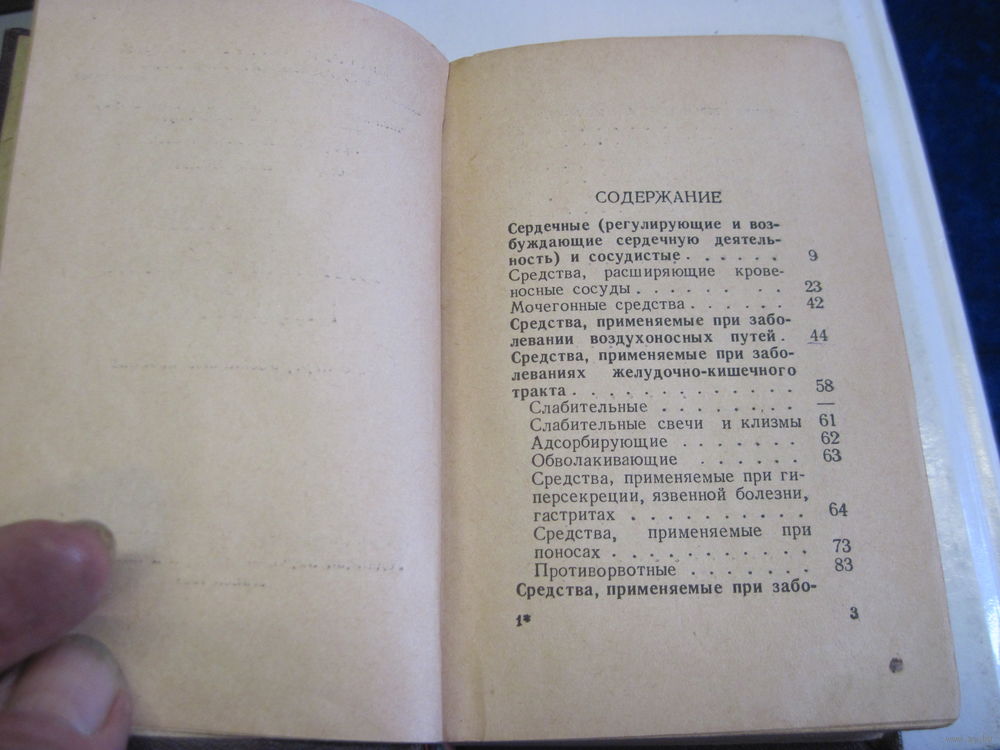 СОДЕРЖАНИЕ
Сердечные (регулирующие и воз-
буждающие сердечную деятель-
ность) и сосудистые . . . . . . 9
Средства, расширяющие крове-
носные сосуды . . . . . . . 23
Мочегонные средства . . . . . . 42
Средства, применяемые при забо-
левании воздухоносных путей . 44
Средства, применяемые при забо-
леваниях желудочно-кишечного
тракта . . . . . . . . . . . . . 58
Слабительные . . . . . . . —
Слабительные свечи и клизмы 61
Адсорбирующие . . . . . . . 62
Обволакивающие . . . . . . 63
Средства, применяемые при ги-
персекреции, язвенной болезни,
гастритах . . . . . . . . . . 64
Средства, применяемые при
поносах . . . . . . . . . . . 73
Противорвотные . . . . . . . 83
Средства, применяемые при забо-
1* 3